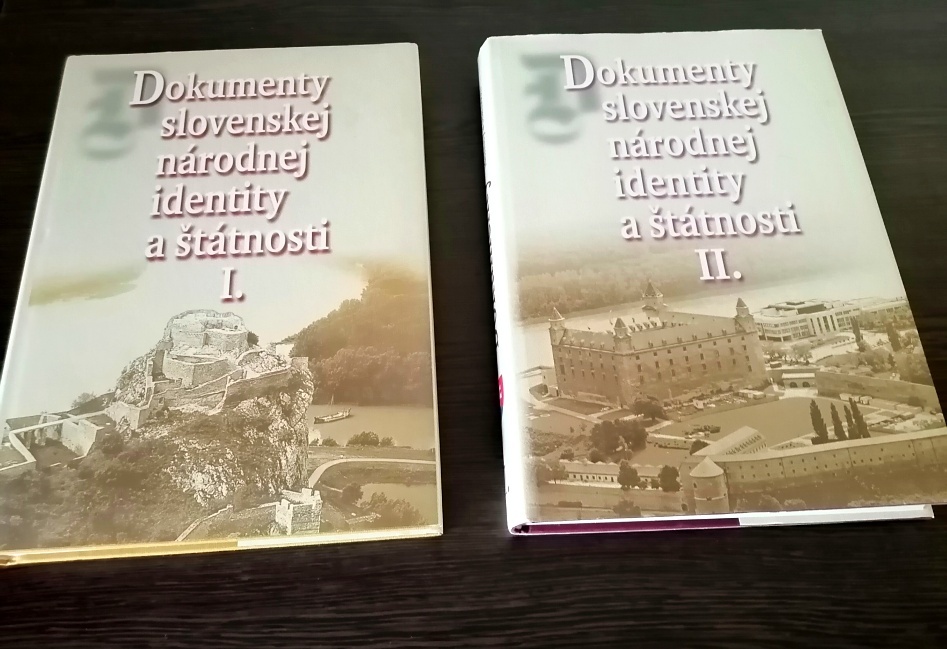 Dokumenty
slovenskej
národnej
identity
a štátnosti
I.
Dokumenty
slovenskej
národnej
identity
a štátnosti
II.